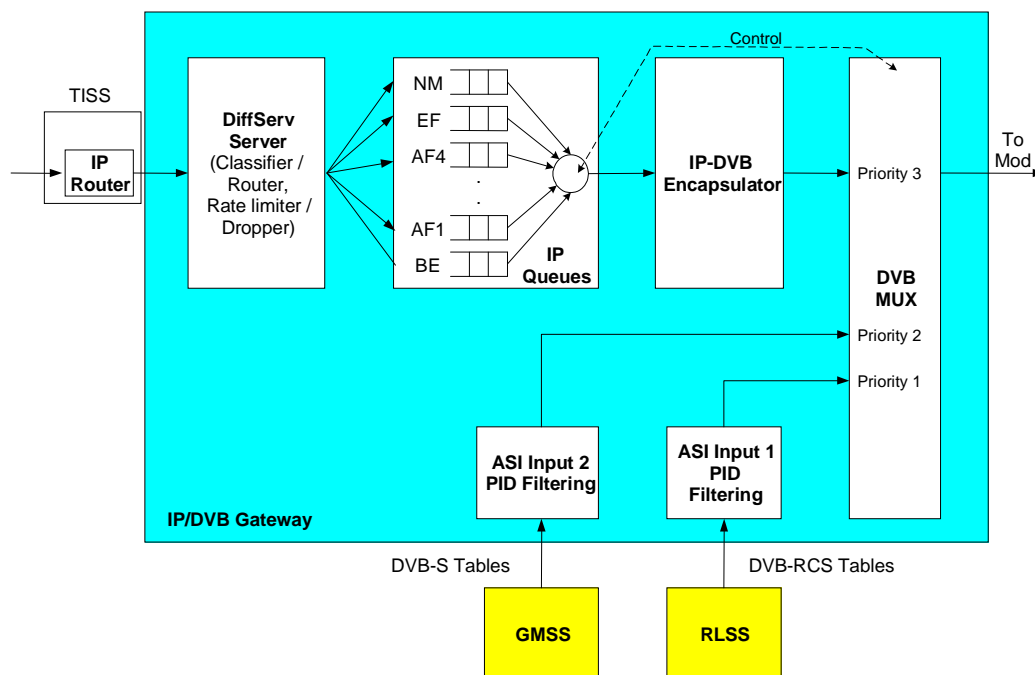 Control
TISS
IP
Router
DiffServ
Server
(Classifier /
Router,
Rate limiter /
Dropper)
NM
EF
AF4
.
.
AF1
BE
IP
Queues
IP-DVB
Encapsulator
Priority 3
DVB
MUX
Priority 2
Priority 1
To
Mod
ASI Input 2
PID Filtering
ASI Input 1
PID
Filtering
IP/DVB Gateway
DVB-S Tables
DVB-RCS Tables
GMSS
RLSS